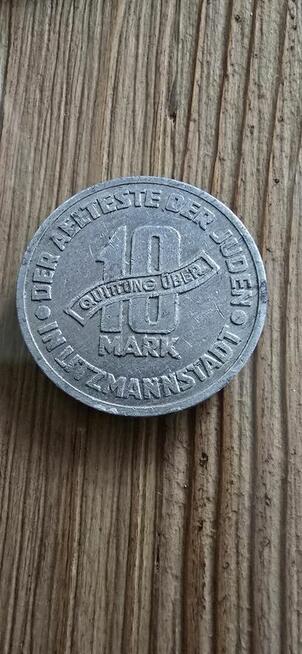 DER AELTESTE DER JUDEN
10
QUITTUNG ÜBER
MARK
IN LITZMANNSTADT